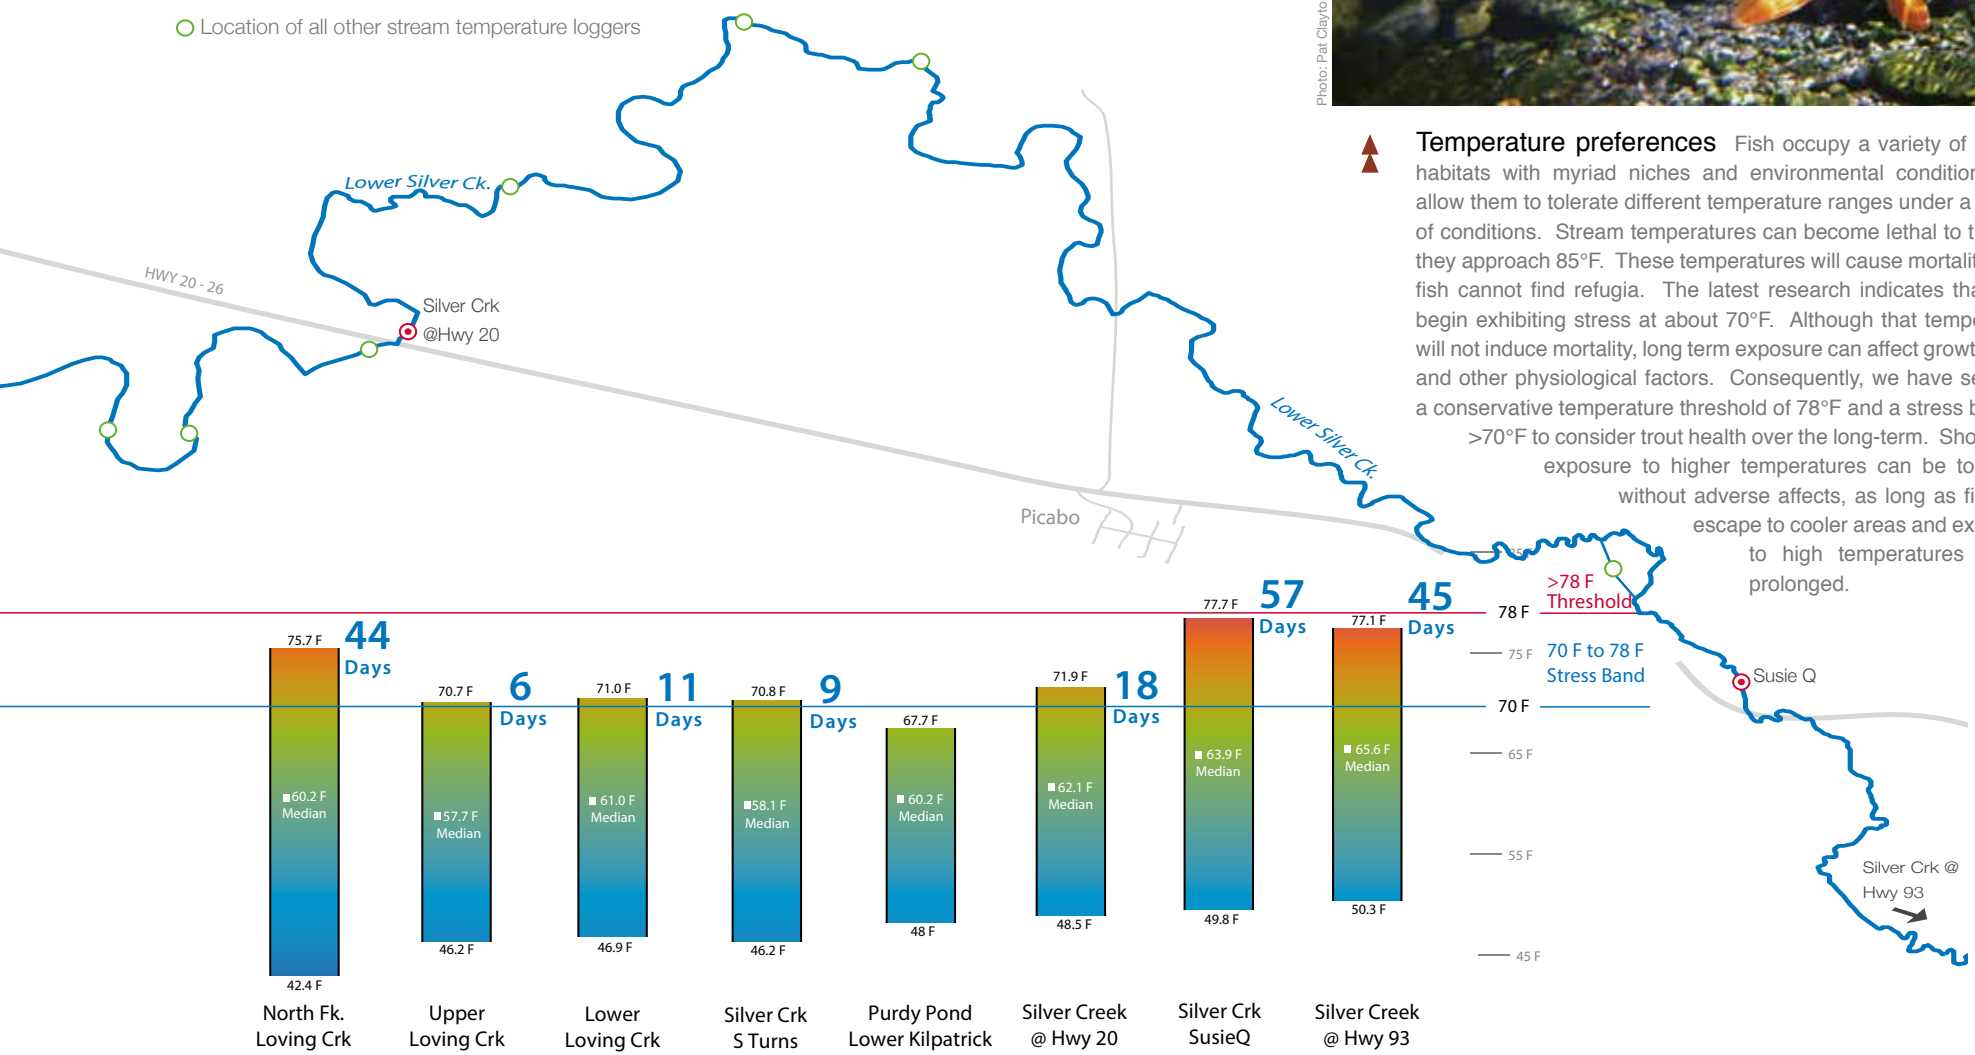 Location of all other stream temperature loggers
Photo: Pat Clayto
Lower Silver Ck.
HWY 20 - 26
Silver Crk
@Hwy 20
Lower Silver Ck.
Picabo
Temperature preferences Fish occupy a variety of
habitats with myriad niches and environmental condition
allow them to tolerate different temperature ranges under a
of conditions. Stream temperatures can become lethal to t
they approach 85°F. These temperatures will cause mortalit
fish cannot find refugia. The latest research indicates tha
begin exhibiting stress at about 70°F. Although that tempe
will not induce mortality, long term exposure can affect growt
and other physiological factors. Consequently, we have se
a conservative temperature threshold of 78°F and a stress b
>70°F to consider trout health over the long-term. Sho
exposure to higher temperatures can be to
without adverse affects, as long as fi
escape to cooler areas and ex
to high temperatures
prolonged.
85 F
>78 F
Threshold
78 F
75 F
70 F to 78 F
Stress Band
70 F
65 F
55 F
45 F
Susie Q
Silver Crk @
Hwy 93
75.7 F
44
Days
60.2 F
Median
42.4 F
North Fk.
Loving Crk
70.7 F
6
Days
57.7 F
Median
46.2 F
Upper
Loving Crk
71.0 F
11
Days
61.0 F
Median
46.9 F
Lower
Loving Crk
70.8 F
9
Days
58.1 F
Median
46.2 F
Silver Crk
S Turns
67.7 F
60.2 F
Median
48 F
Purdy Pond
Lower Kilpatrick
71.9 F
18
Days
62.1 F
Median
48.5 F
Silver Creek
@ Hwy 20
77.7 F
57
Days
63.9 F
Median
49.8 F
Silver Crk
SusieQ
77.1 F
45
Days
65.6 F
Median
50.3 F
Silver Creek
@ Hwy 93